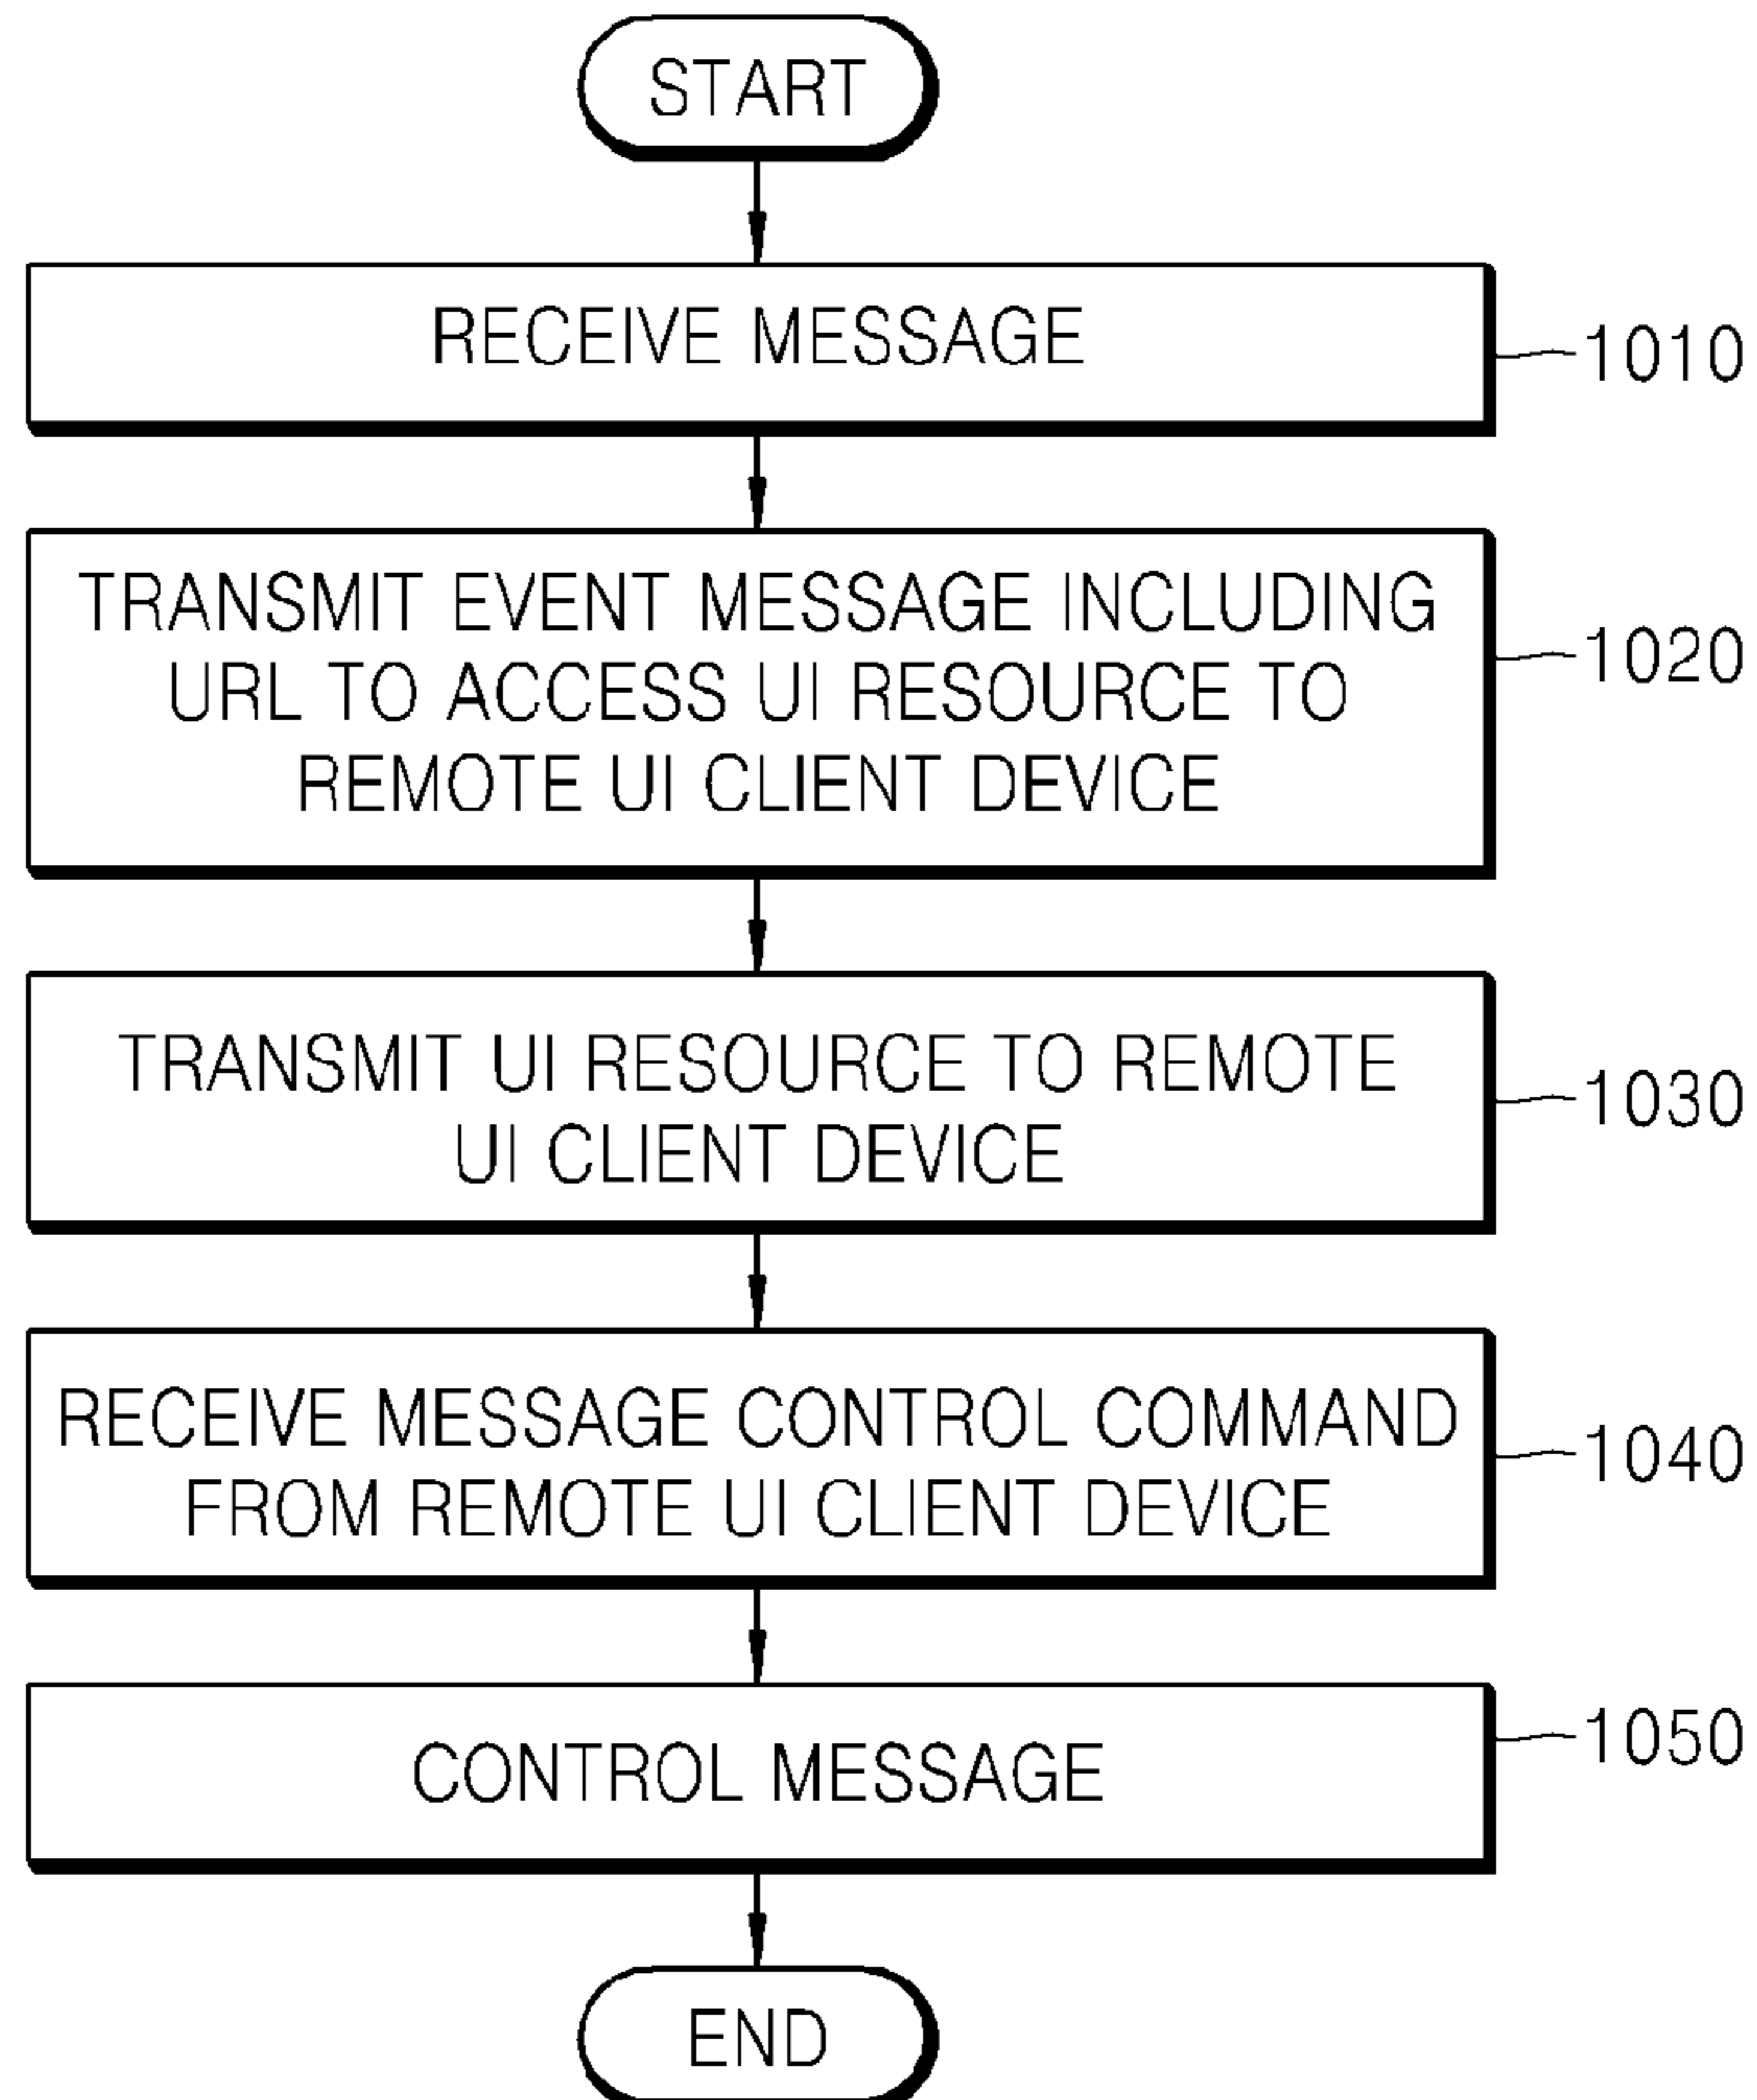 START
RECEIVE MESSAGE
1010
TRANSMIT EVENT MESSAGE INCLUDING
URL TO ACCESS UI RESOURCE TO
REMOTE UI CLIENT DEVICE
1020
TRANSMIT UI RESOURCE TO REMOTE
UI CLIENT DEVICE
1030
RECEIVE MESSAGE CONTROL COMMAND
FROM REMOTE UI CLIENT DEVICE
1040
CONTROL MESSAGE
1050
END